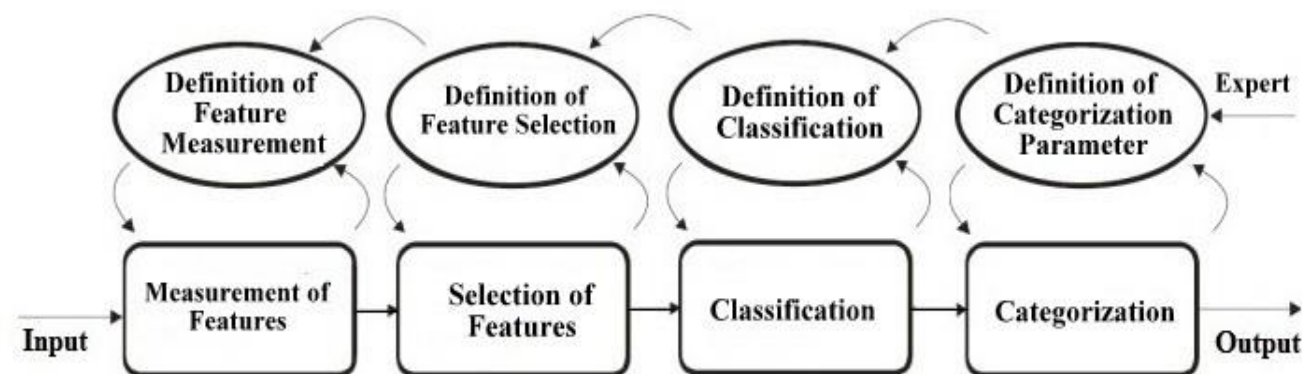 Definition of
Feature
Measurement
Definition of
Feature Selection
Definition of
Classification
Definition of
Categorization
Parameter
Expert
Measurement of
Features
Selection of
Features
Classification
Categorization
Input
Output